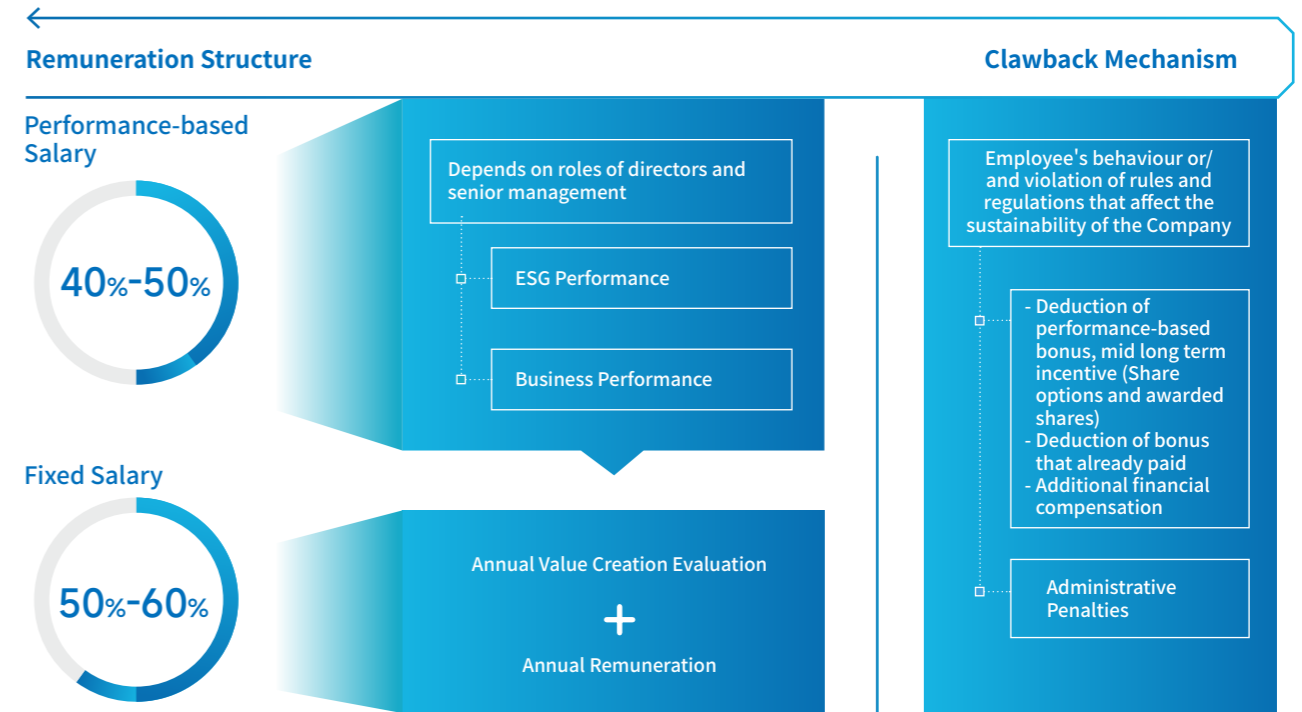 Remuneration Structure
Clawback Mechanism
Performance-based
Salary
40%-50%
Depends on roles of directors and
senior management
ESG Performance
Business Performance
Fixed Salary
50%-60%
Annual Value Creation Evaluation
+
Annual Remuneration
Employee's behaviour or/
and violation of rules and
regulations that affect the
sustainability of the Company
- Deduction of
performance-based
bonus, mid long term
incentive (Share
options and awarded
shares)
- Deduction of bonus
that already paid
- Additional financial
compensation
Administrative
Penalties